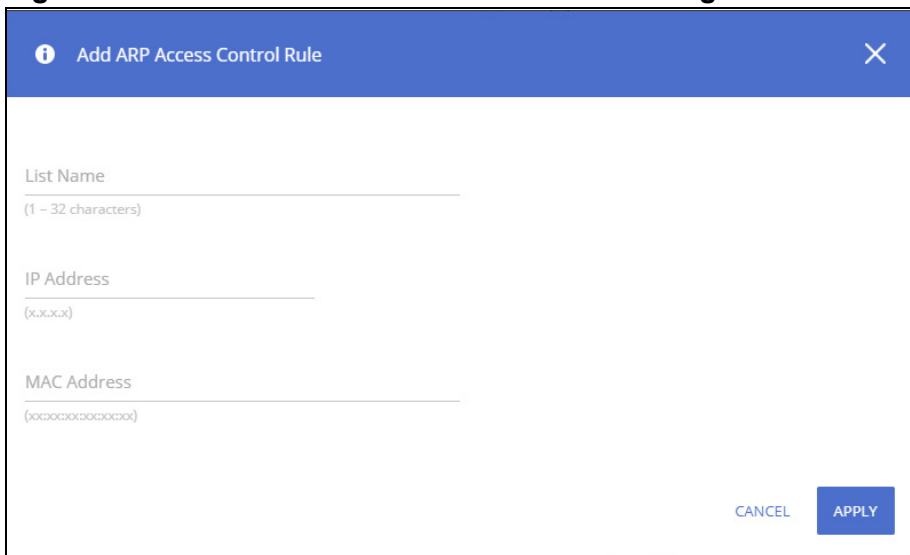 Add ARP Access Control Rule
List Name
(1 – 32 characters)
IP Address
(x.x.x.x)
MAC Address
(xx:xx:xx:xx:xx:xx)
CANCEL
APPLY